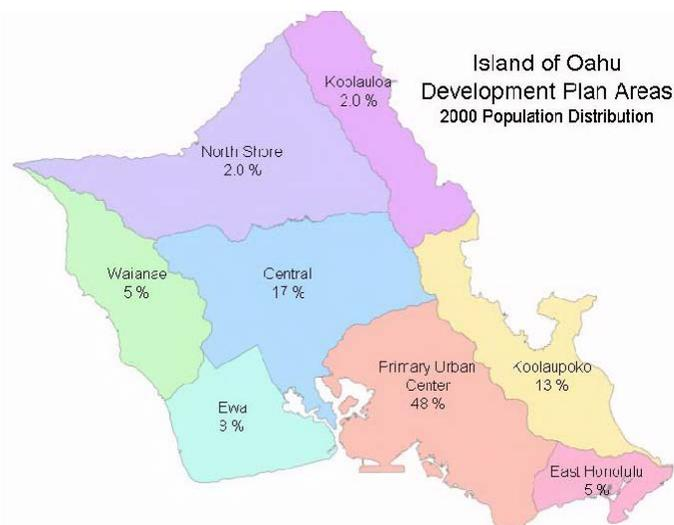 Island of Oahu
Development Plan Areas
2000 Population Distribution
Koolauloa
2.0 %
North Shore
2.0 %
Waianae
5 %
Central
17 %
Primary Urban
Center
48 %
Koolaupoko
13 %
Ewa
8 %
East Honolulu
5 %